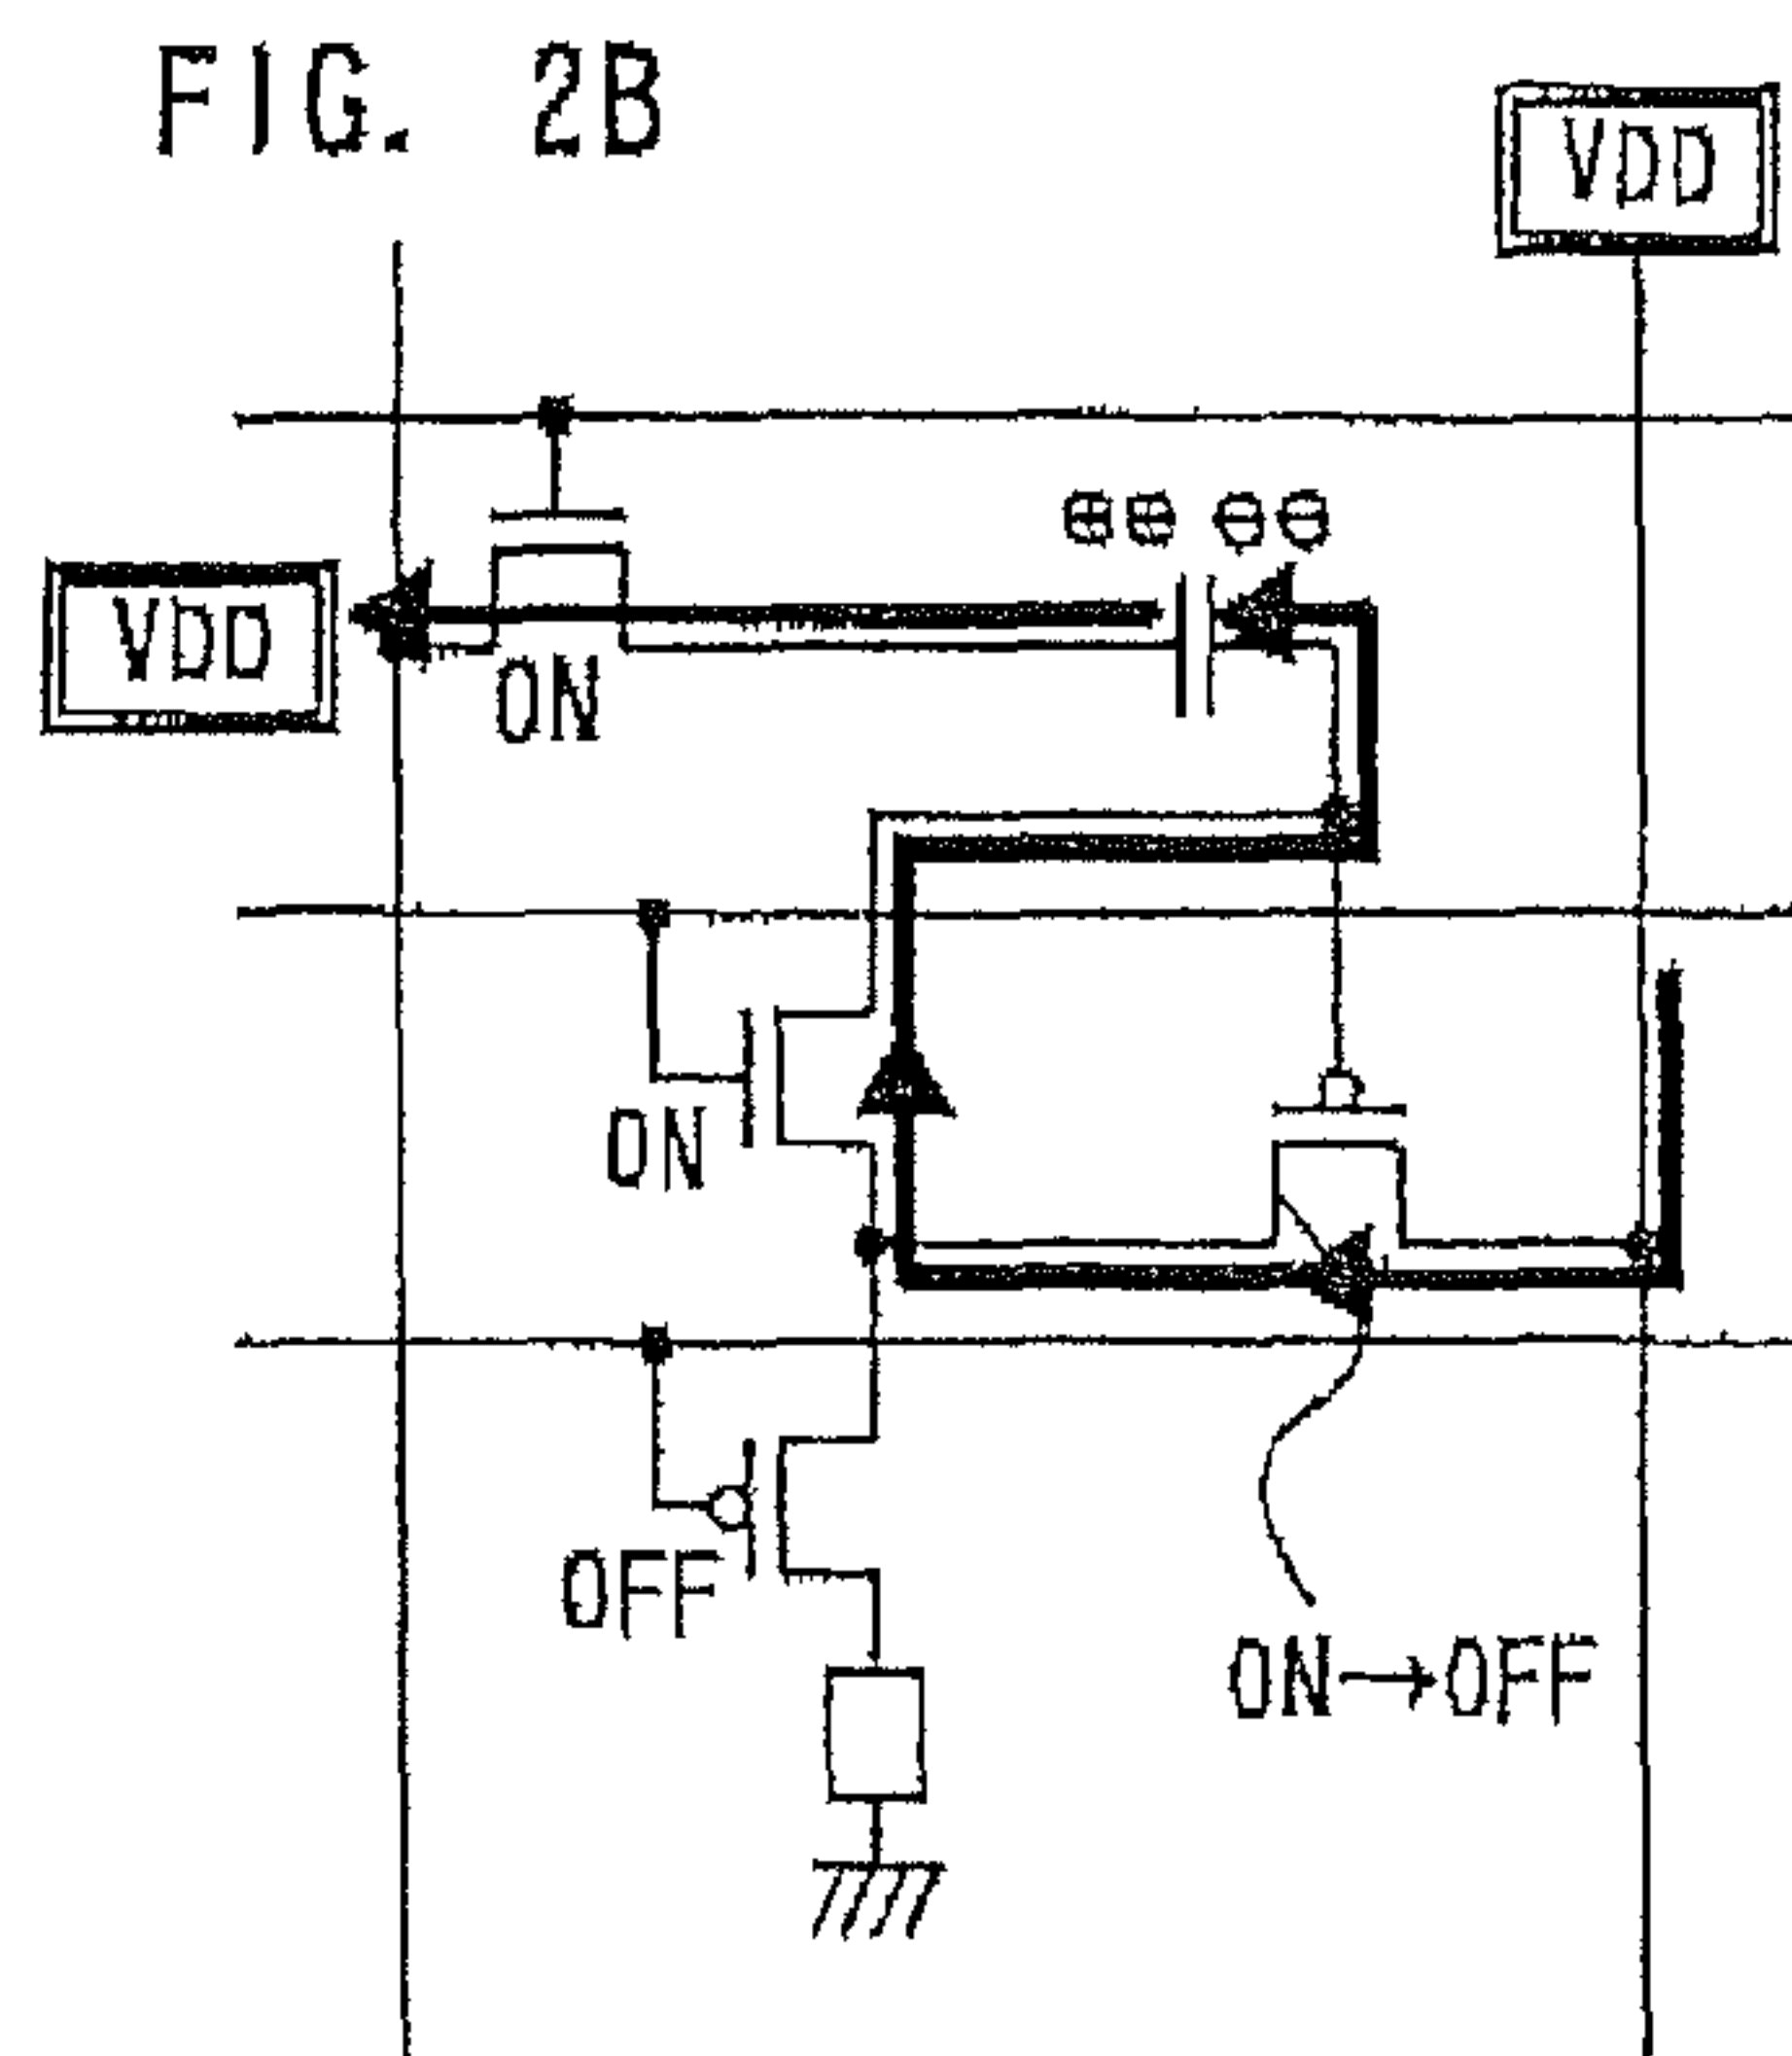 FIG. 2B
VDD
⊕⊕ ⊖⊖
VDD
ON
ON
OFF
ON→OFF